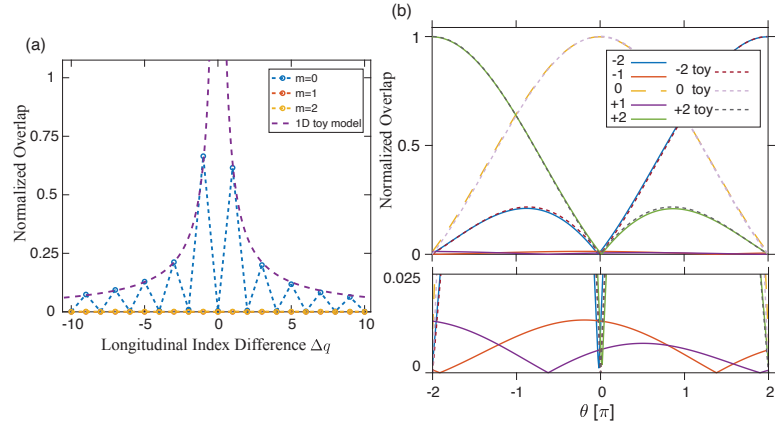 (a)
1
0.75
0.5
0.25
0
-10
-5
0
5
10
Normalized Overlap
Longitudinal Index Difference Δq
m=0
m=1
m=2
1D toy model
(b)
1
0
Normalized Overlap
-2
-1
0
+1
+2
-2 toy
0 toy
+2 toy
0.025
0
-2
-1
0
1
2
θ [π]